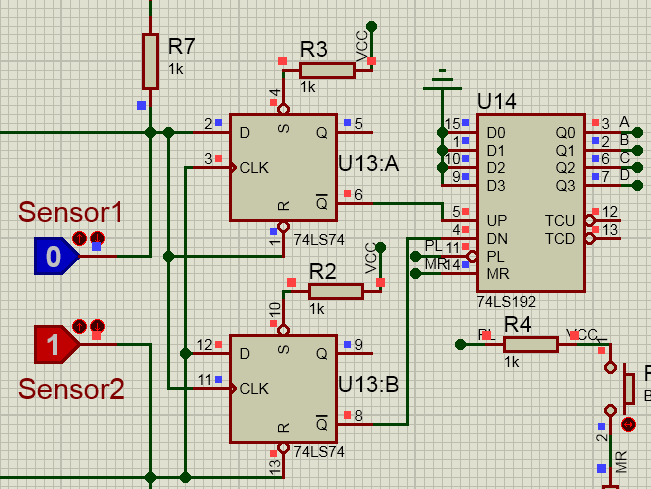 R7
1k
R3
1k
VCC
4
2
D
S
Q
5
3
CLK
U13:A
R
Q
6
1
74LS74
U14
15
D0
Q0
3
A
1
D1
Q1
2
B
10
D2
Q2
6
C
9
D3
Q3
7
D
5
UP
TCU
12
4
DN
TCD
13
PL
11
PL
MR
14
MR
74LS192
Sensor1
0
1
Sensor2
R2
1k
VCC
10
12
D
S
Q
9
11
CLK
U13:B
R
Q
8
13
74LS74
PL
R4
1k
VCC
1
2
MR